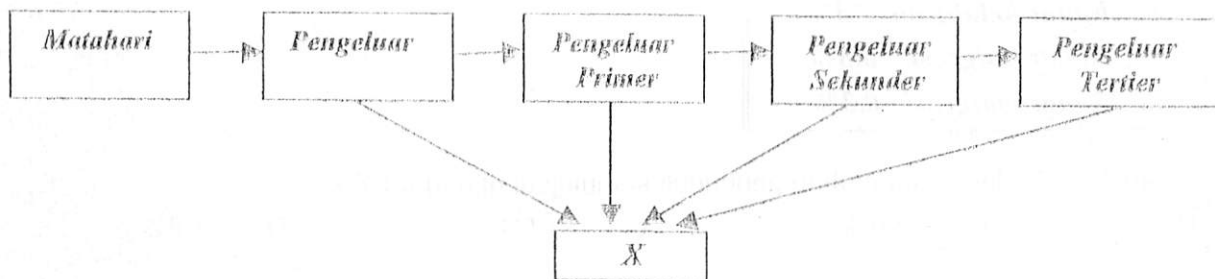 Matahari
Pengeluar
Pengeluar
Primer
Pengeluar
Sekunder
Pengeluar
Tertier
X